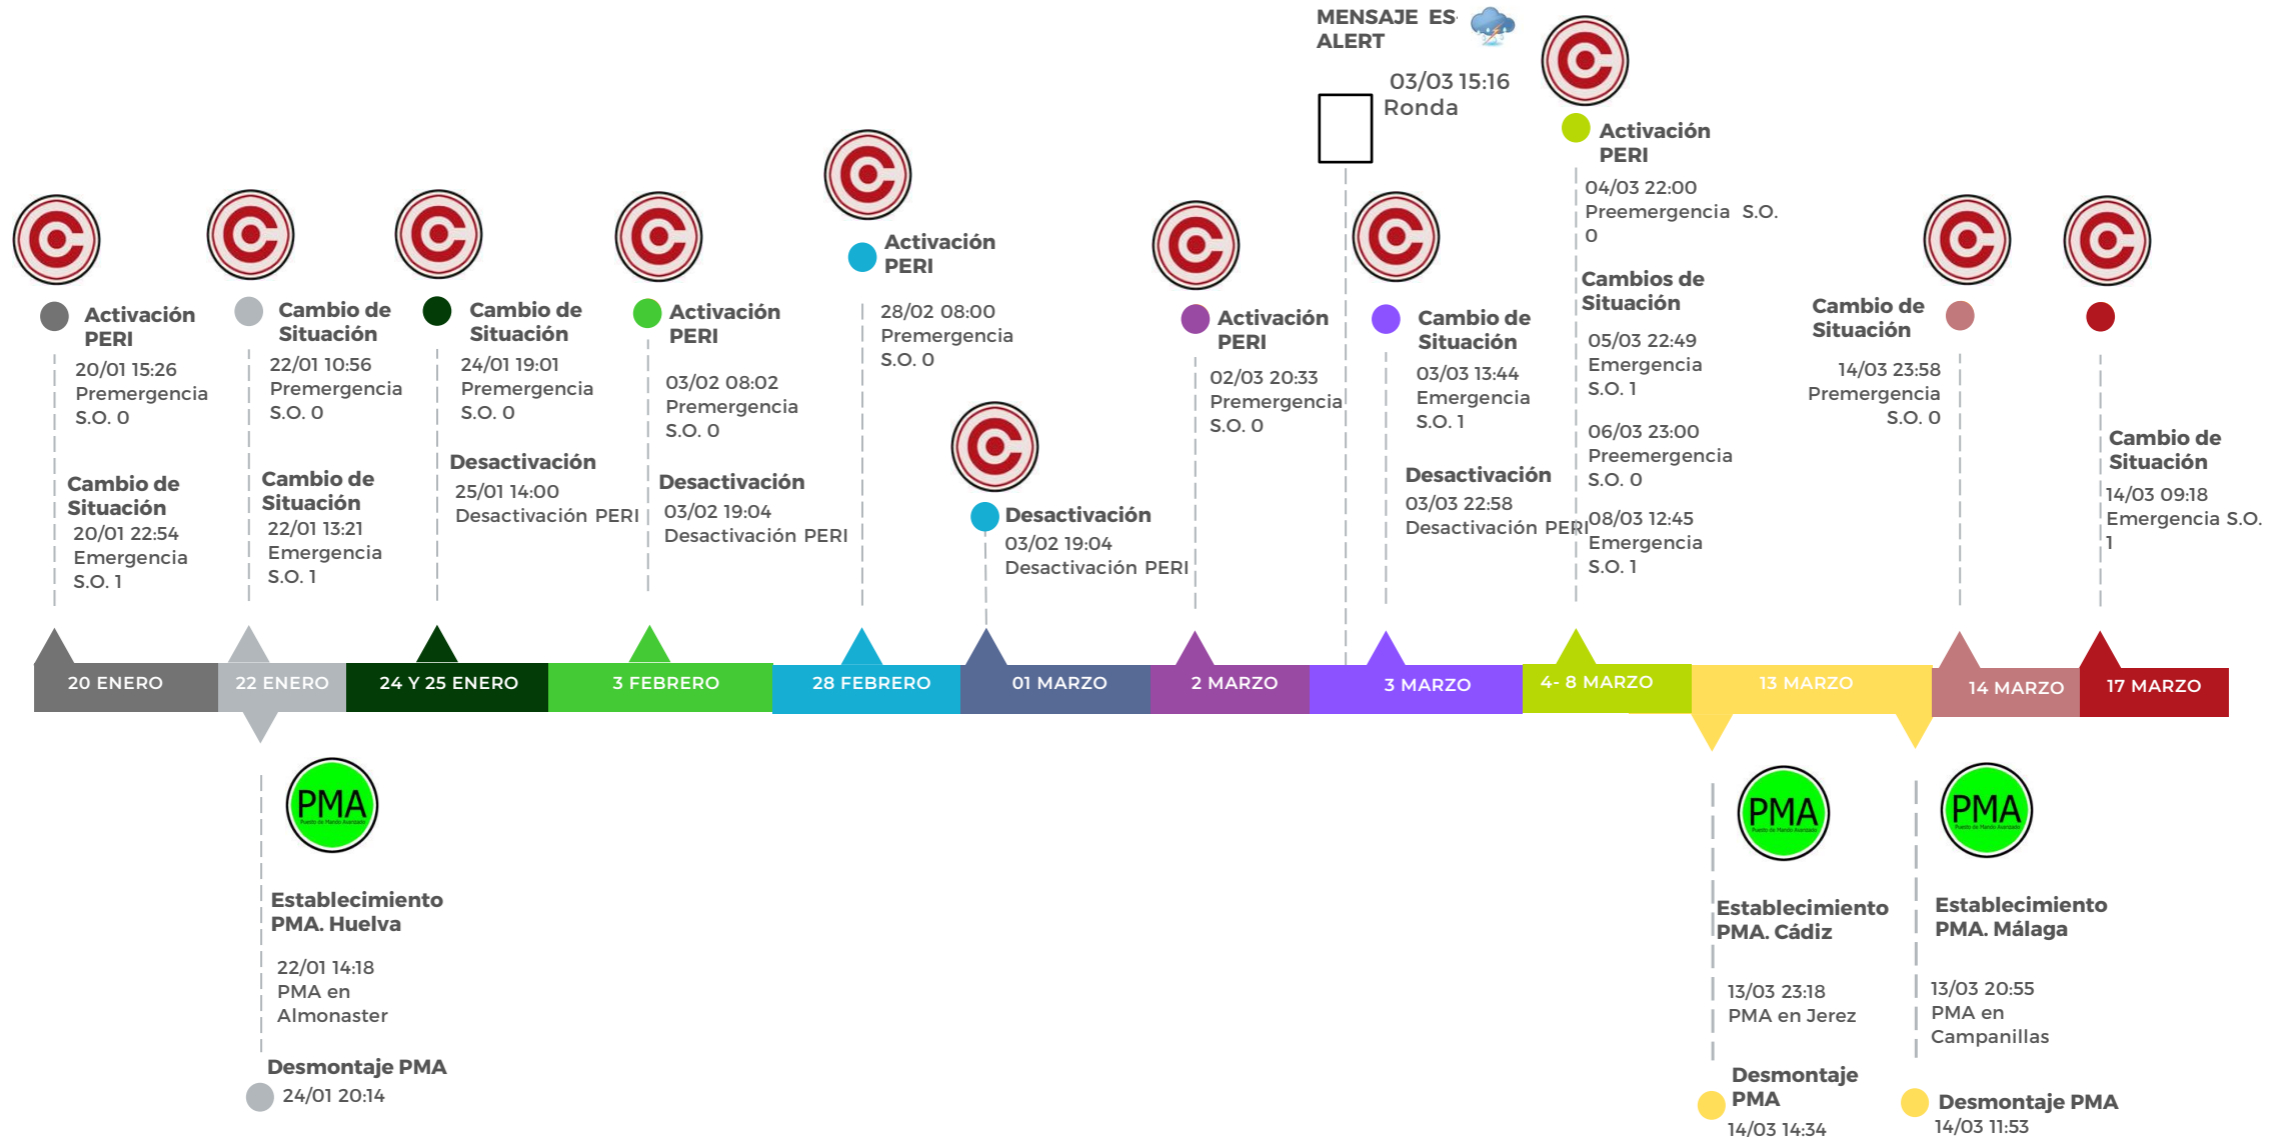 MENSAJE ES-
ALERT
03/03 15:16
Ronda
Activación
PERI
20/01 15:26
Premergencia
S.O. 0
Cambio de
Situación
20/01 22:54
Emergencia
S.O. 1
Cambio de
Situación
22/01 10:56
Premergencia
S.O. 0
Cambio de
Situación
22/01 13:21
Emergencia
S.O. 1
Cambio de
Situación
24/01 19:01
Premergencia
S.O. 0
Desactivación
25/01 14:00
Desactivación PERI
Activación
PERI
03/02 08:02
Premergencia
S.O. 0
Desactivación
03/02 19:04
Desactivación PERI
Activación
PERI
28/02 08:00
Premergencia
S.O. 0
Desactivación
03/02 19:04
Desactivación PERI
Activación
PERI
02/03 20:33
Premergencia
S.O. 0
Cambio de
Situación
03/03 13:44
Emergencia
S.O. 1
Desactivación
03/03 22:58
Desactivación PERI
Activación
PERI
04/03 22:00
Preemergencia S.O.
0
Cambios de
Situación
05/03 22:49
Emergencia
S.O. 1
06/03 23:00
Preemergencia
S.O. 0
08/03 12:45
Emergencia
S.O. 1
Cambio de
Situación
14/03 23:58
Premergencia
S.O. 0
Cambio de
Situación
14/03 09:18
Emergencia S.O.
1
20 ENERO
22 ENERO
24 Y 25 ENERO
3 FEBRERO
28 FEBRERO
01 MARZO
2 MARZO
3 MARZO
4- 8 MARZO
13 MARZO
14 MARZO
17 MARZO
PMA
Puesto de Mando Avanzado
Establecimiento
PMA. Huelva
22/01 14:18
PMA en
Almonaster
Desmontaje PMA
24/01 20:14
PMA
Puesto de Mando Avanzado
Establecimiento
PMA. Cádiz
13/03 23:18
PMA en Jerez
Desmontaje
PMA
14/03 14:34
PMA
Puesto de Mando Avanzado
Establecimiento
PMA. Málaga
13/03 20:55
PMA en
Campanillas
Desmontaje PMA
14/03 11:53